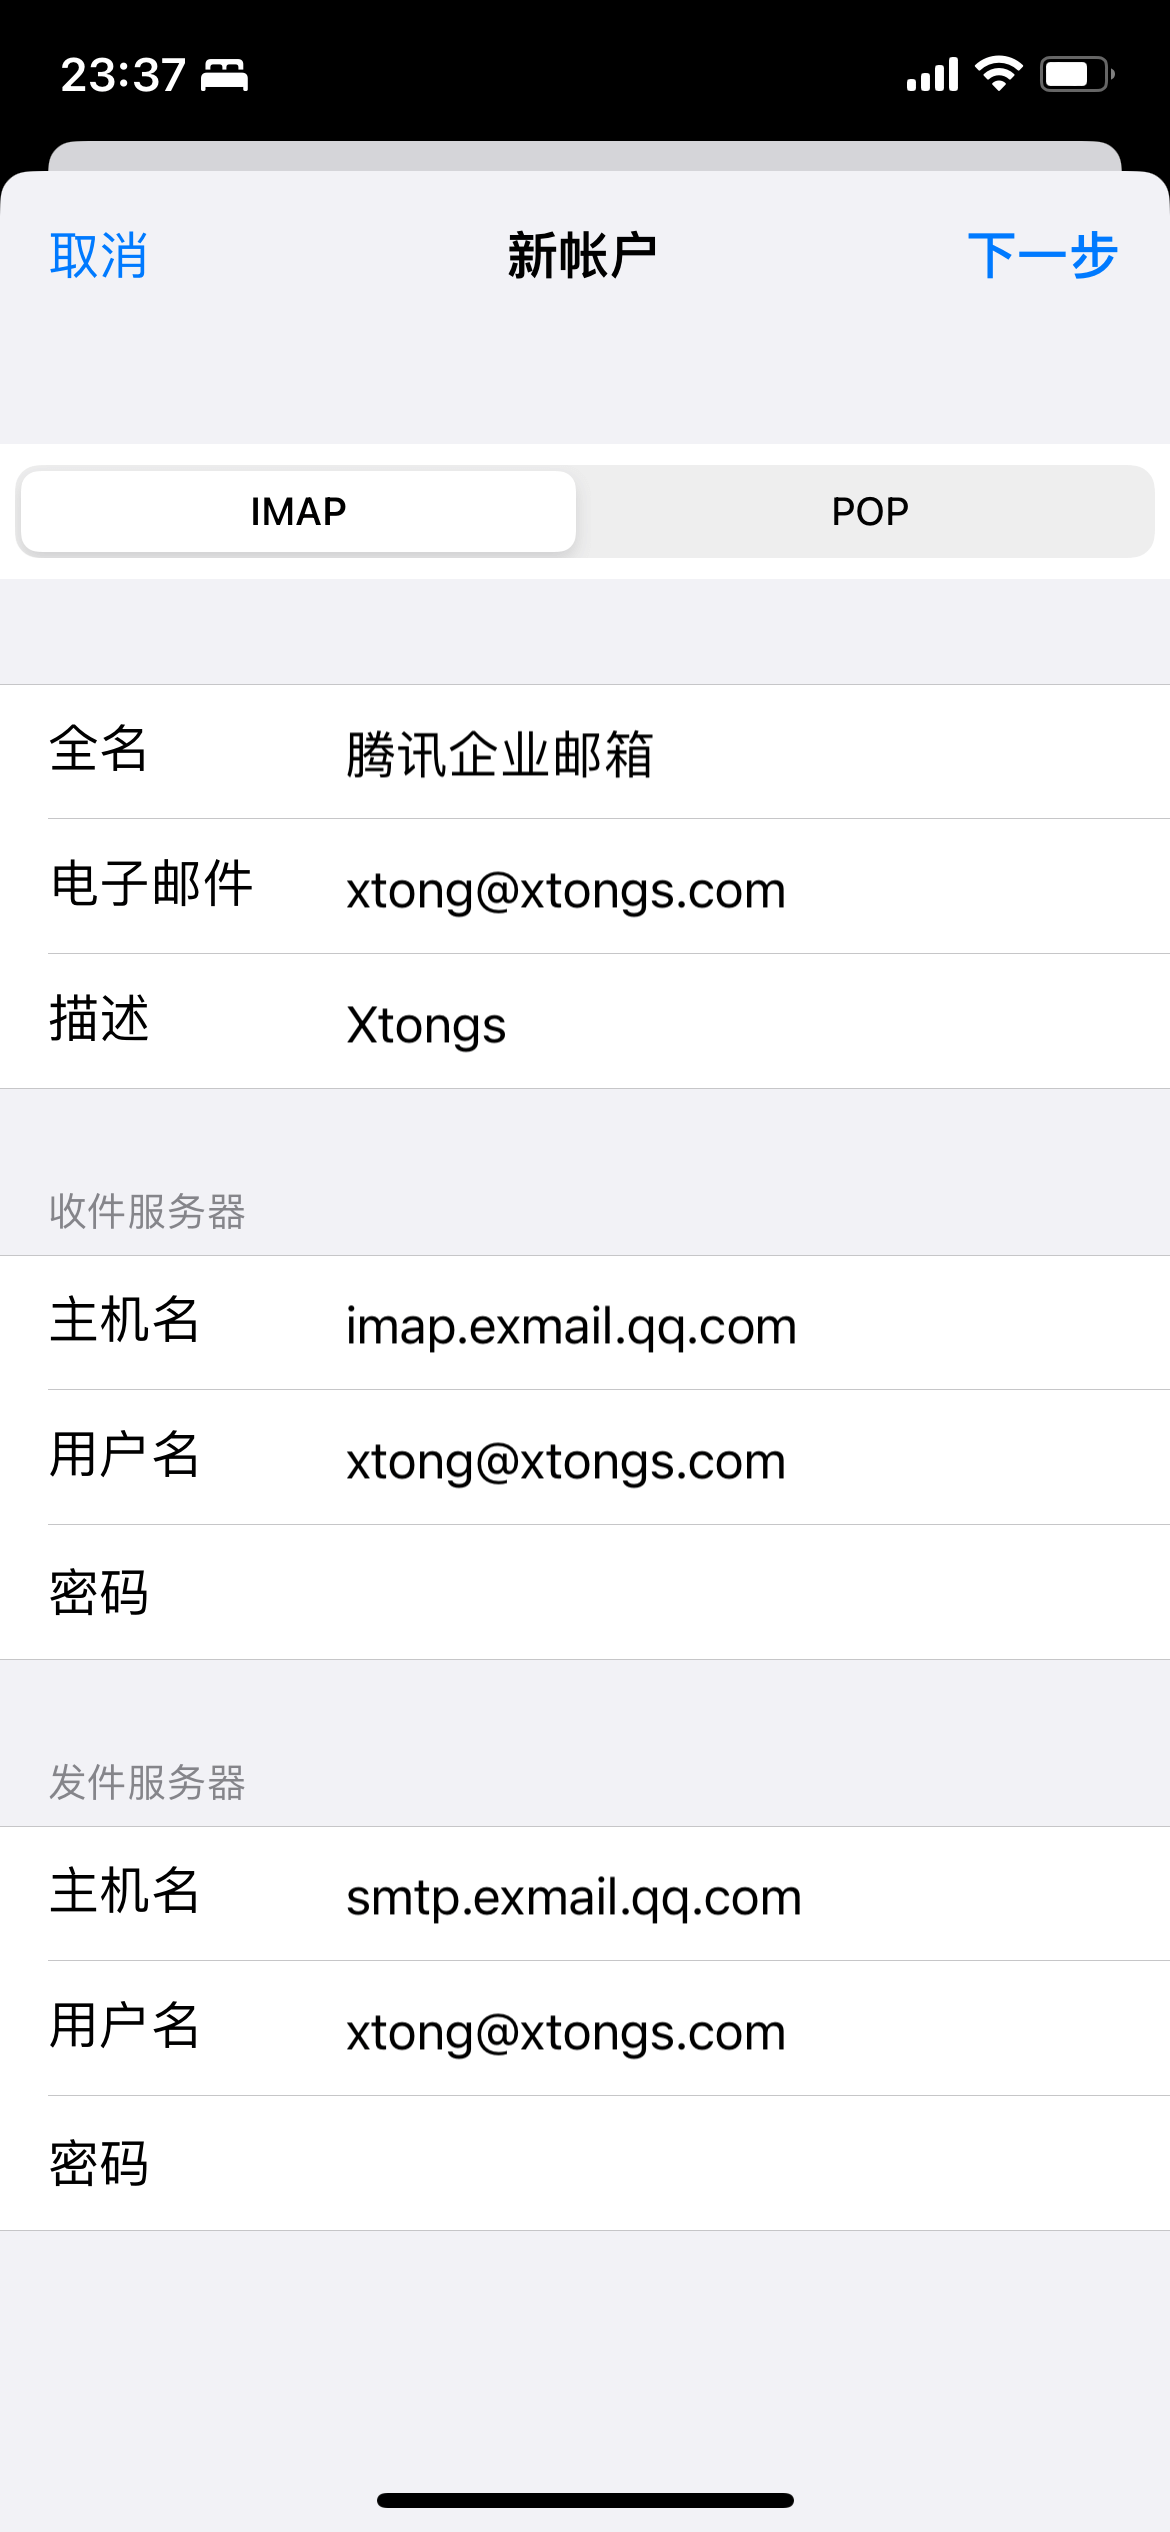 23:37
取消 新帐户 下一步
IMAP POP
全名 腾讯企业邮箱
电子邮件 xtong@xtongs.com
描述 Xtongs
收件服务器
主机名 imap.exmail.qq.com
用户名 xtong@xtongs.com
密码
发件服务器
主机名 smtp.exmail.qq.com
用户名 xtong@xtongs.com
密码